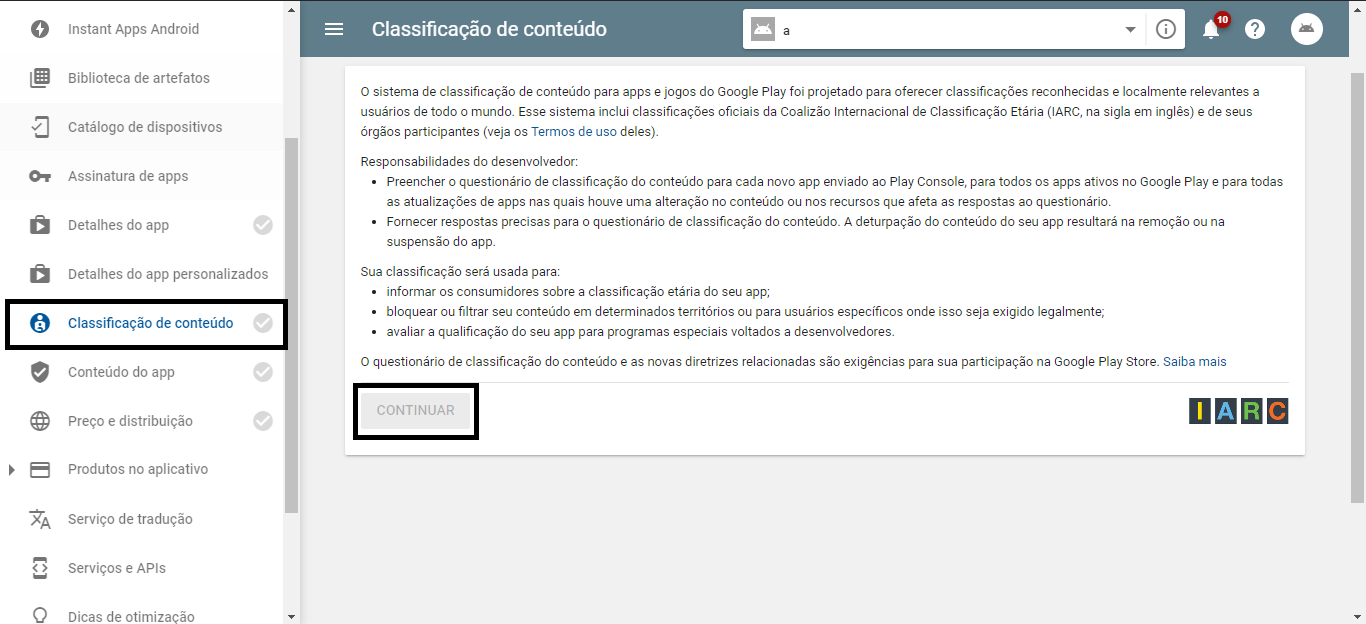 Instant Apps Android
Biblioteca de artefatos
Catálogo de dispositivos
Assinatura de apps
Detalhes do app
Detalhes do app personalizados
Classificação de conteúdo
Conteúdo do app
Preço e distribuição
Produtos no aplicativo
Serviço de tradução
Serviços e APIs
Dicas de otimização
Classificação de conteúdo
a
10
O sistema de classificação de conteúdo para apps e jogos do Google Play foi projetado para oferecer classificações reconhecidas e localmente relevantes a
usuários de todo o mundo. Esse sistema inclui classificações oficiais da Coalizão Internacional de Classificação Etária (IARC, na sigla em inglês) e de seus
órgãos participantes (veja os Termos de uso deles).
Responsabilidades do desenvolvedor:
• Preencher o questionário de classificação do conteúdo para cada novo app enviado ao Play Console, para todos os apps ativos no Google Play e para todas
as atualizações de apps nas quais houve uma alteração no conteúdo ou nos recursos que afeta as respostas ao questionário.
• Fornecer respostas precisas para o questionário de classificação do conteúdo. A deturpação do conteúdo do seu app resultará na remoção ou na
suspensão do app.
Sua classificação será usada para:
• informar os consumidores sobre a classificação etária do seu app;
• bloquear ou filtrar seu conteúdo em determinados territórios ou para usuários específicos onde isso seja exigido legalmente;
• avaliar a qualificação do seu app para programas especiais voltados a desenvolvedores.
O questionário de classificação do conteúdo e as novas diretrizes relacionadas são exigências para sua participação na Google Play Store. Saiba mais
CONTINUAR
IARC